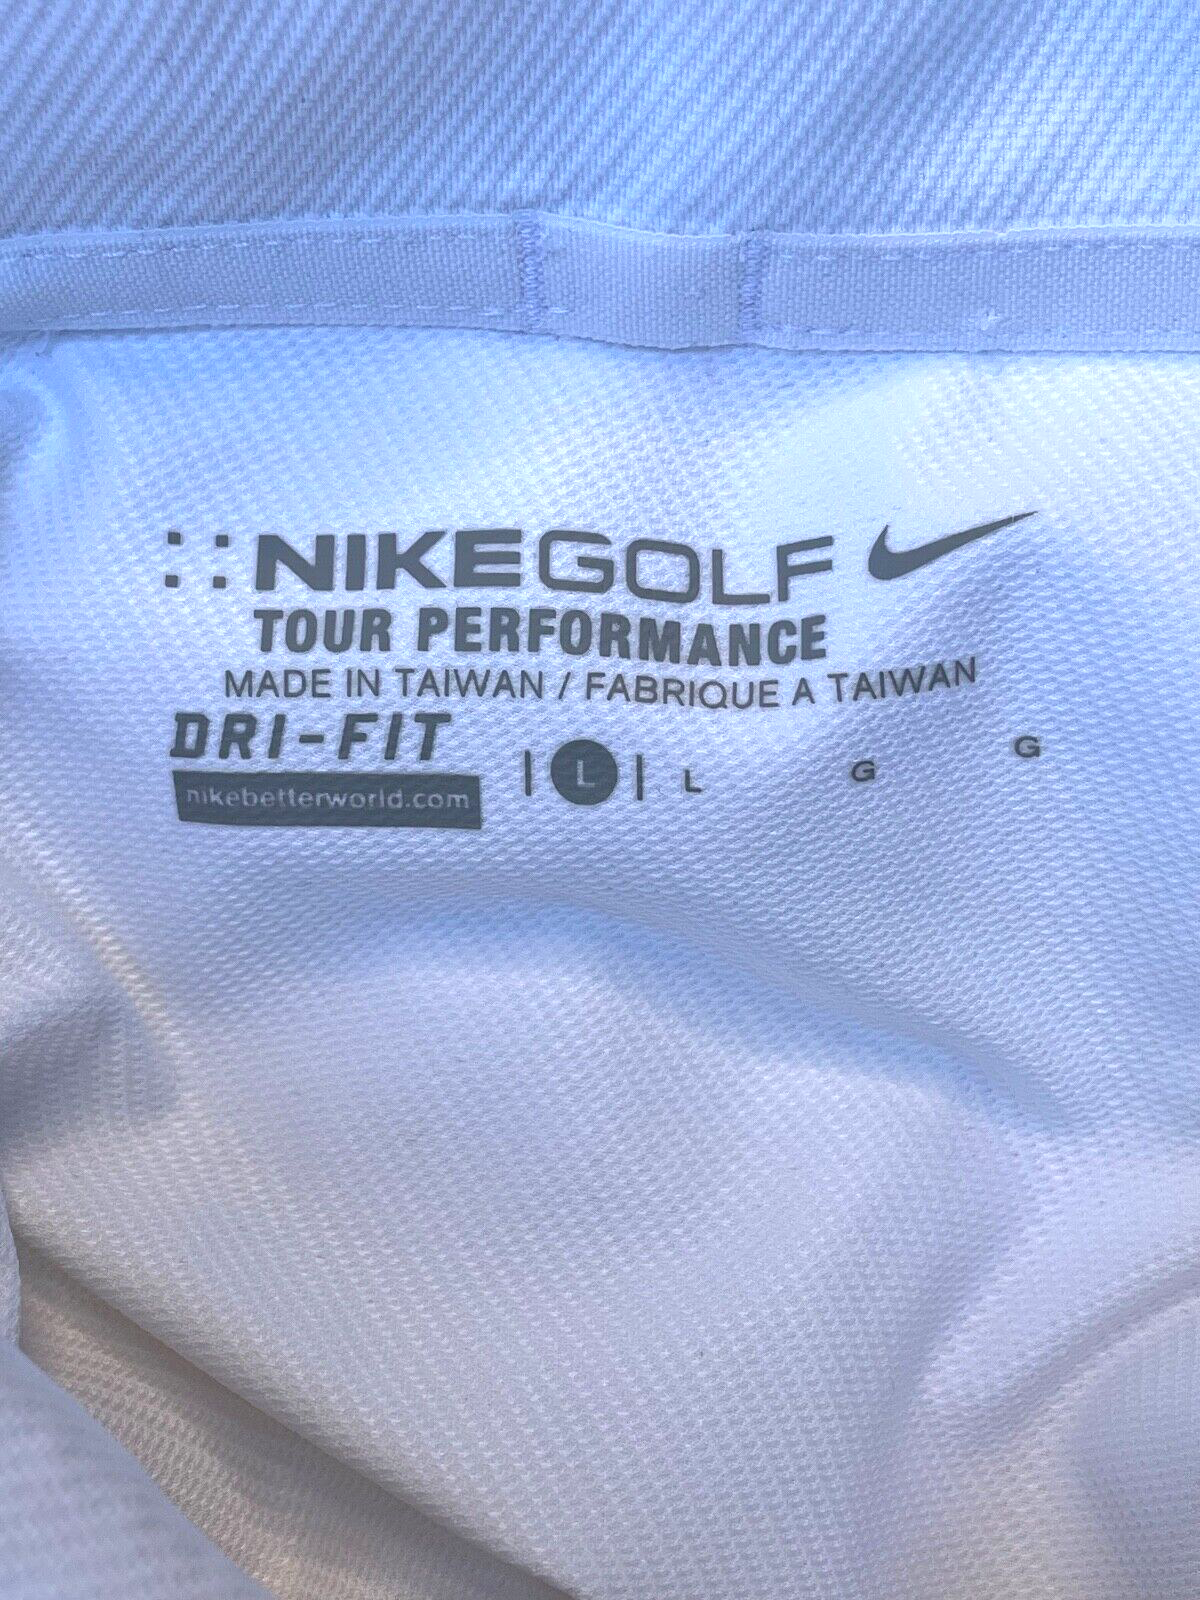 NIKEGOLF
TOUR PERFORMANCE
MADE IN TAIWAN / FABRIQUE A TAIWAN
DRI-FIT
nikebetterworld.com
| L | L G G